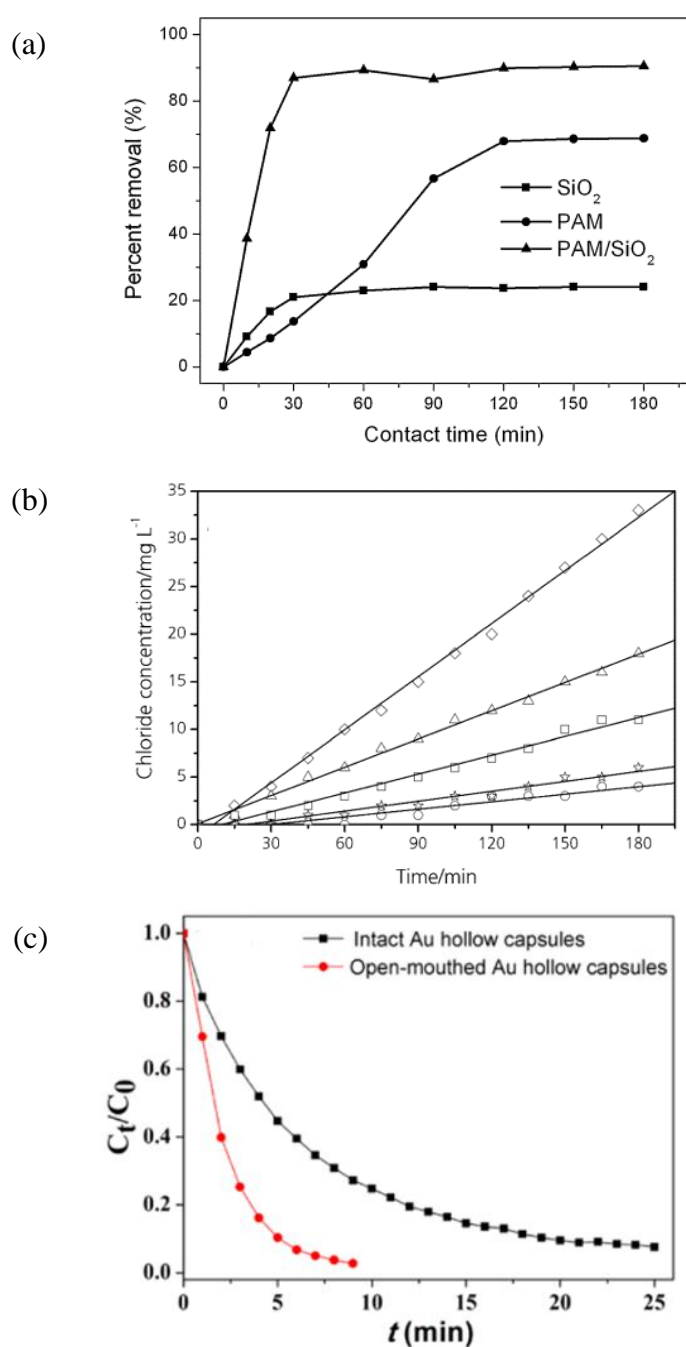 (a)
100
80
60
40
20
0
Percent removal (%)
SiO₂
PAM
PAM/SiO₂
0 30 60 90 120 150 180
Contact time (min)
(b)
35
30
25
20
15
10
5
0
Chloride concentration/mg L⁻¹
0 30 60 90 120 150 180
Time/min
(c)
1.0
0.8
0.6
0.4
0.2
0.0
Cₜ/C₀
Intact Au hollow capsules
Open-mouthed Au hollow capsules
0 5 10 15 20 25
t (min)